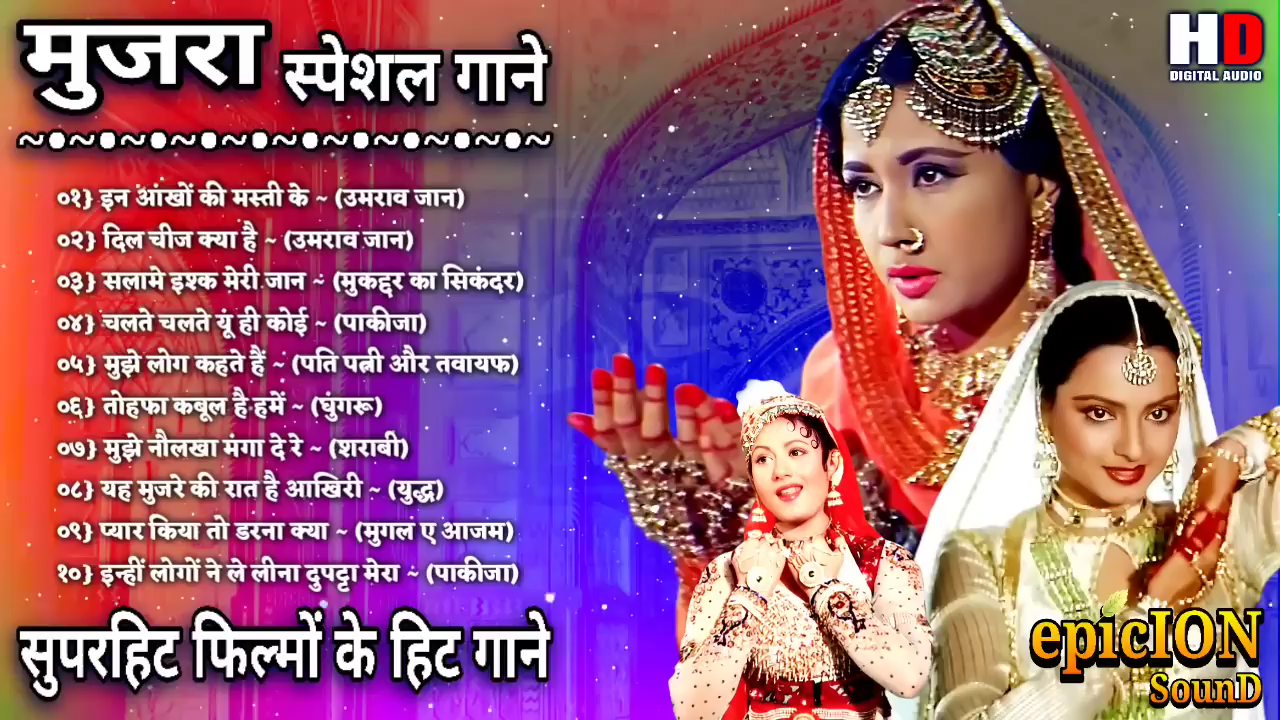 मुजरा स्पेशल गाने
~•~•~•~•~•~•~•~•~•~•~
०१} इन आंखों की मस्ती के ~ (उमराव जान)
०२} दिल चीज क्या है ~ (उमराव जान)
०३} सलामे इश्क मेरी जान ~ (मुकद्दर का सिकंदर)
०४} चलते चलते यूं ही कोई ~ (पाकीजा)
०५} मुझे लोग कहते हैं ~ (पति पत्नी और तवायफ)
०६} तोहफा कबूल है हमें ~ (घुंगरू)
०७} मुझे नौलखा मंगा दे रे ~ (शराबी)
०८} यह मुजरे की रात है आखिरी ~ (युद्ध)
०९} प्यार किया तो डरना क्या ~ (मुगल ए आजम)
१०} इन्हीं लोगों ने ले लीना दुपट्टा मेरा ~ (पाकीजा)
सुपरहिट फिल्मों के हिट गाने
HD
DIGITAL AUDIO
epicION
SounD